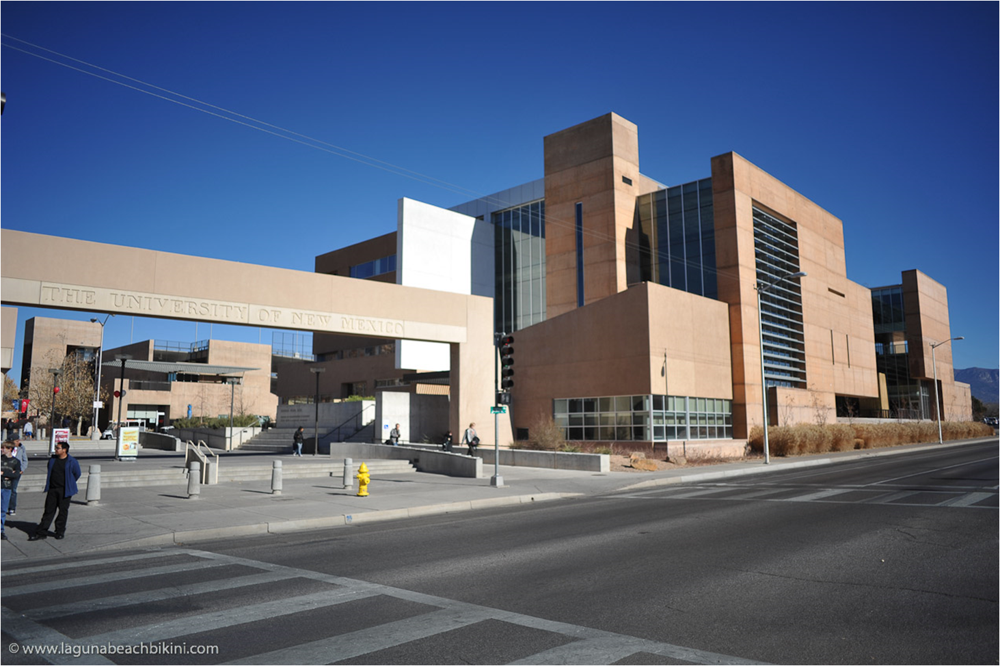 THE UNIVERSITY OF NEW MEXICO
© www.lagunabeachbikini.com